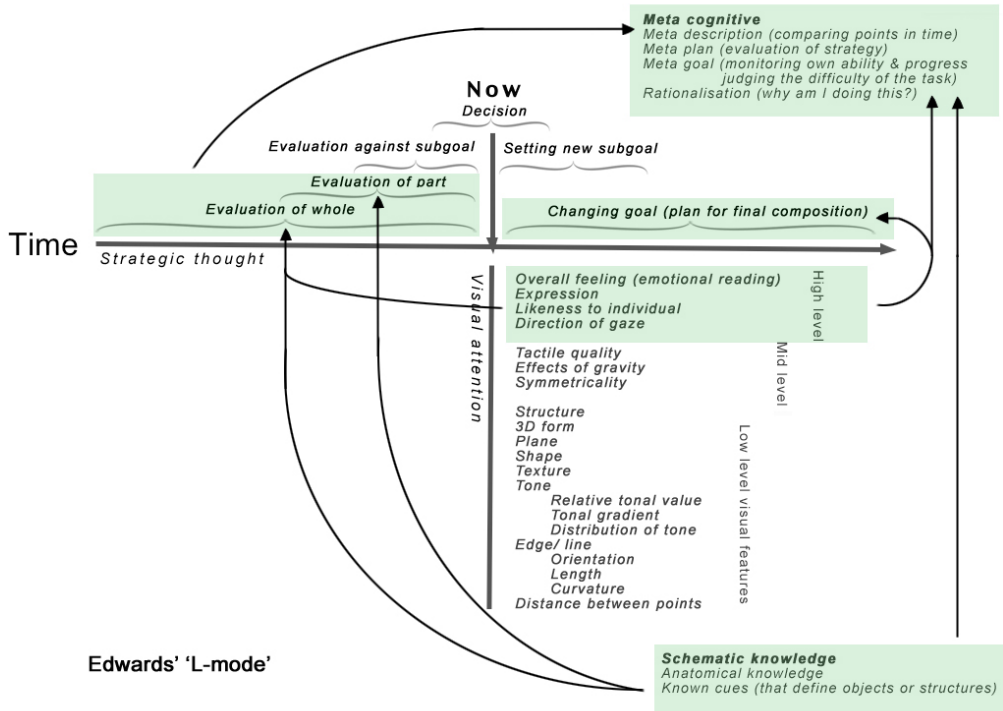 Meta cognitive
Meta description (comparing points in time)
Meta plan (evaluation of strategy)
Meta goal (monitoring own ability & progress
judging the difficulty of the task)
Rationalisation (why am I doing this?)
Now
Decision
Evaluation against subgoal
Setting new subgoal
Evaluation of part
Evaluation of whole
Changing goal (plan for final composition)
Time
Strategic thought
Visual attention
Overall feeling (emotional reading)
Expression
Likeness to individual
Direction of gaze
High level
Tactile quality
Effects of gravity
Symmetricality
Mid level
Structure
3D form
Plane
Shape
Texture
Tone
Relative tonal value
Tonal gradient
Distribution of tone
Edge/ line
Orientation
Length
Curvature
Distance between points
Low level visual features
Edwards' 'L-mode'
Schematic knowledge
Anatomical knowledge
Known cues (that define objects or structures)